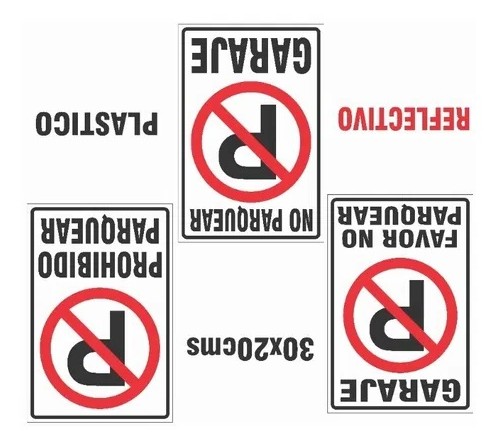 GARAJE
P
FAVOR NO
PARQUEAR
30x20cms
P
PROHIBIDO
PARQUEAR
REFLECTIVO
NO PARQUEAR
P
GARAJE
PLASTICO